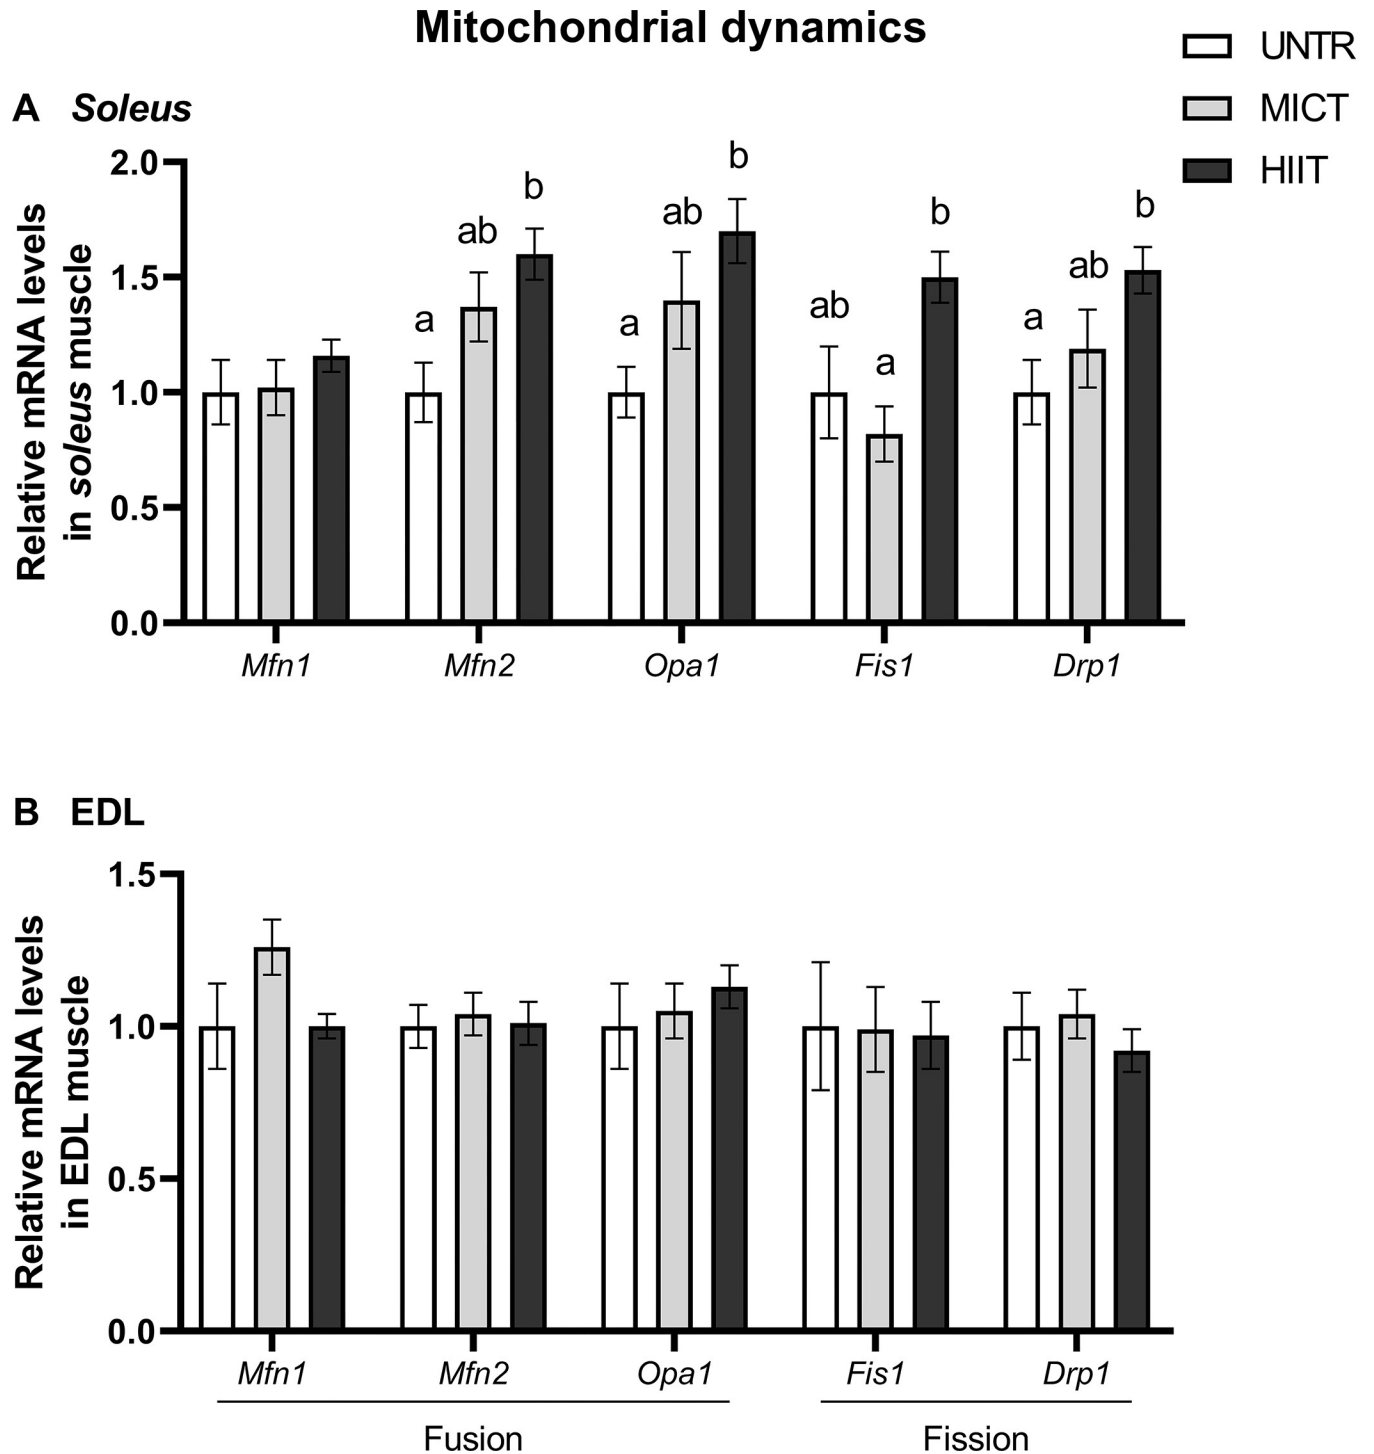 Mitochondrial dynamics
UNTR
MICT
HIIT
A Soleus
Relative mRNA levels
in soleus muscle
2.0
1.5
1.0
0.5
0.0
a
ab
b
a
ab
b
ab
a
b
a
ab
b
Mfn1
Mfn2
Opa1
Fis1
Drp1
B EDL
Relative mRNA levels
in EDL muscle
1.5
1.0
0.5
0.0
Mfn1
Mfn2
Opa1
Fis1
Drp1
Fusion
Fission